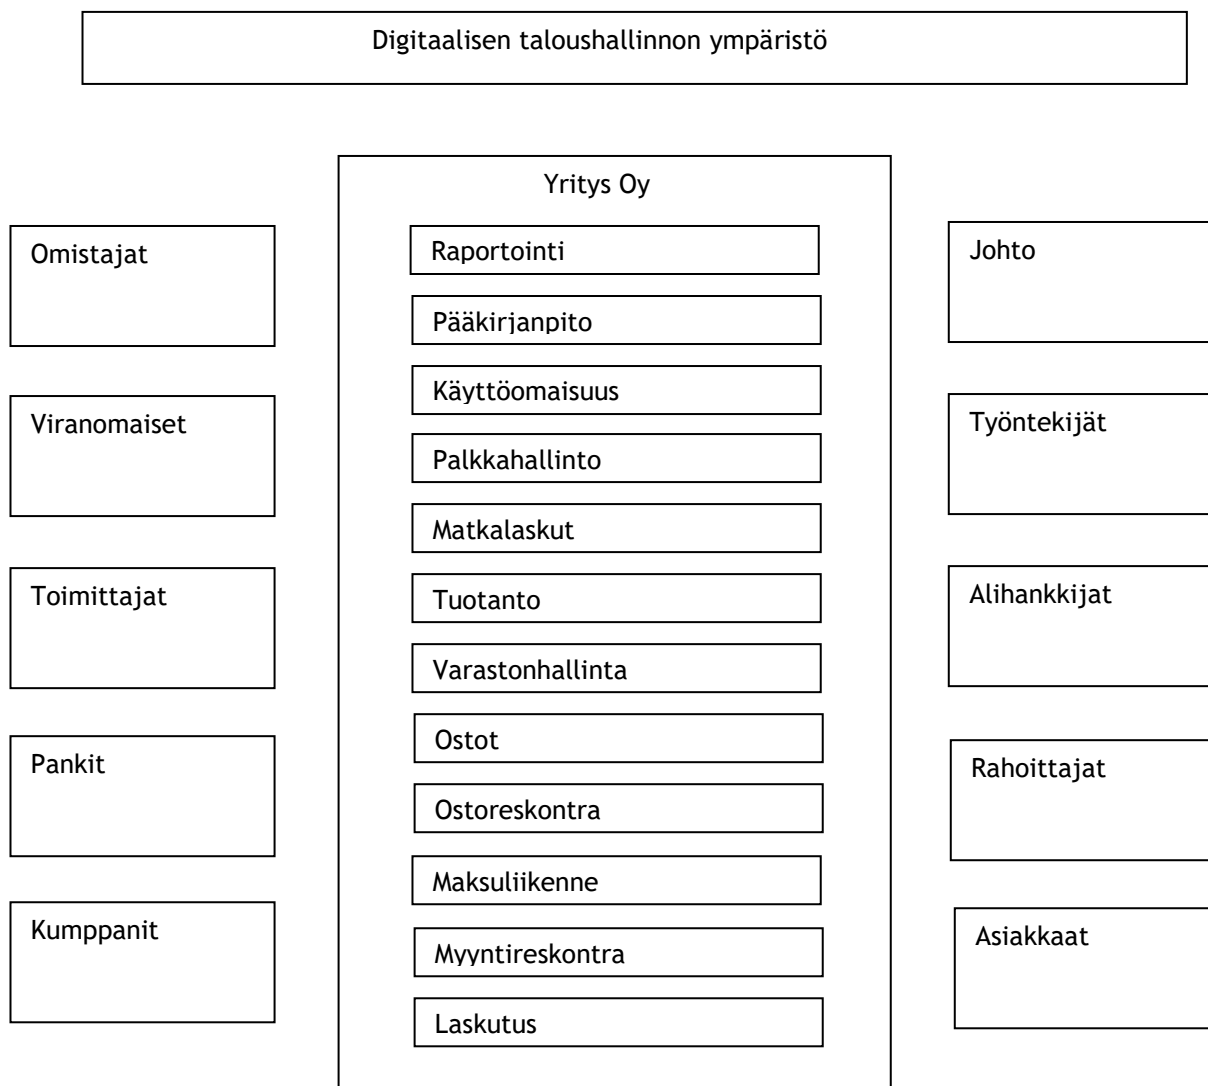 Digitaalisen taloushallinnon ympäristö
Yritys Oy
Omistajat
Viranomaiset
Toimittajat
Pankit
Kumppanit
Raportointi
Pääkirjanpito
Käyttöomaisuus
Palkkahallinto
Matkalaskut
Tuotanto
Varastonhallinta
Ostot
Ostoreskontra
Maksuliikenne
Myyntireskontra
Laskutus
Johto
Työntekijät
Alihankkijat
Rahoittajat
Asiakkaat